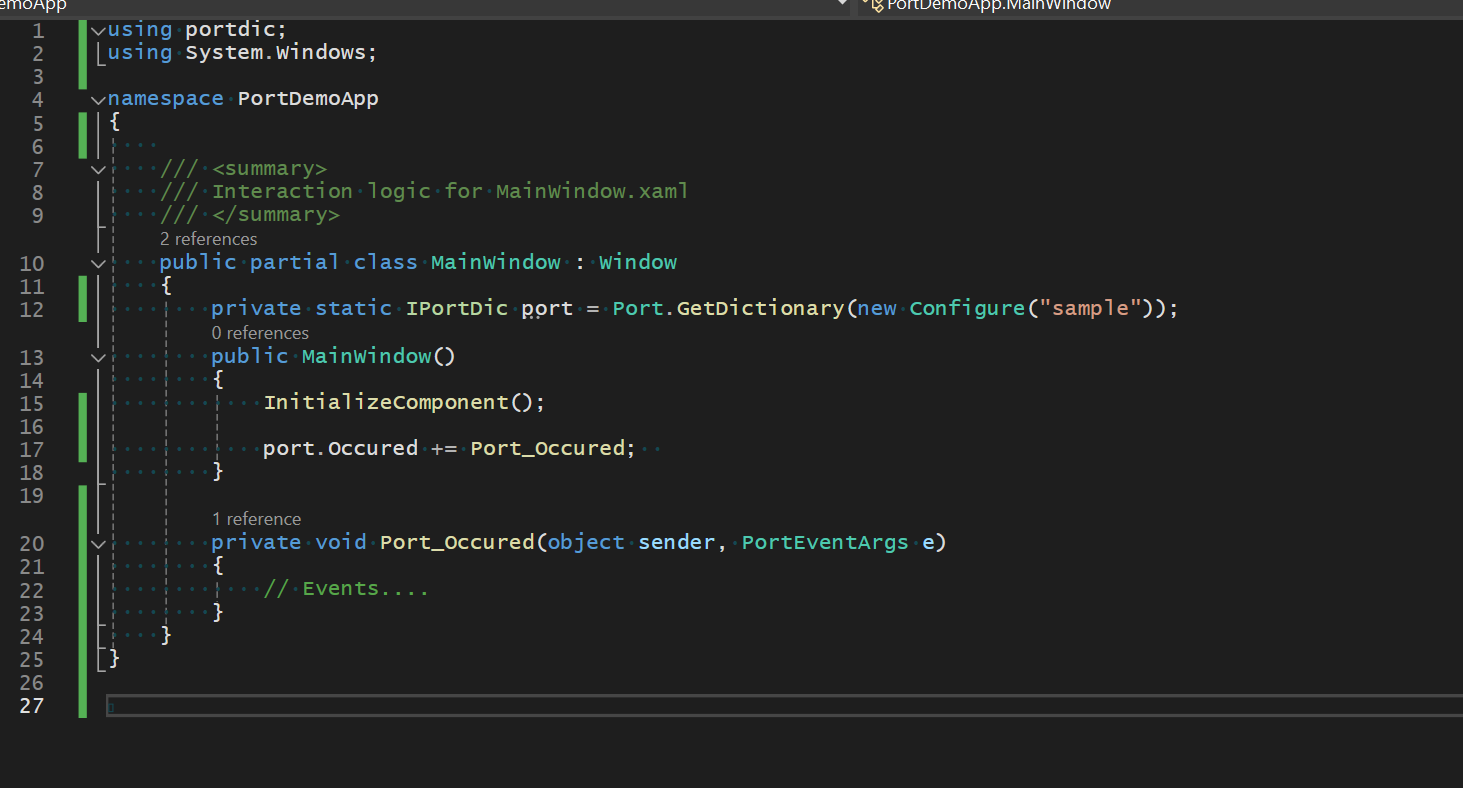 emoApp PortDemoApp.MainWindow
1 using portdic;
2 using System.Windows;
3
4 namespace PortDemoApp
5 {
6
7 /// <summary>
8 /// Interaction logic for MainWindow.xaml
9 /// </summary>
2 references
10 public partial class MainWindow : Window
11 {
12 private static IPortDic port = Port.GetDictionary(new Configure("sample"));
0 references
13 public MainWindow()
14 {
15 InitializeComponent();
16
17 port.Occured += Port_Occured;
18 }
19
1 reference
20 private void Port_Occured(object sender, PortEventArgs e)
21 {
22 // Events....
23 }
24 }
25 }
26
27